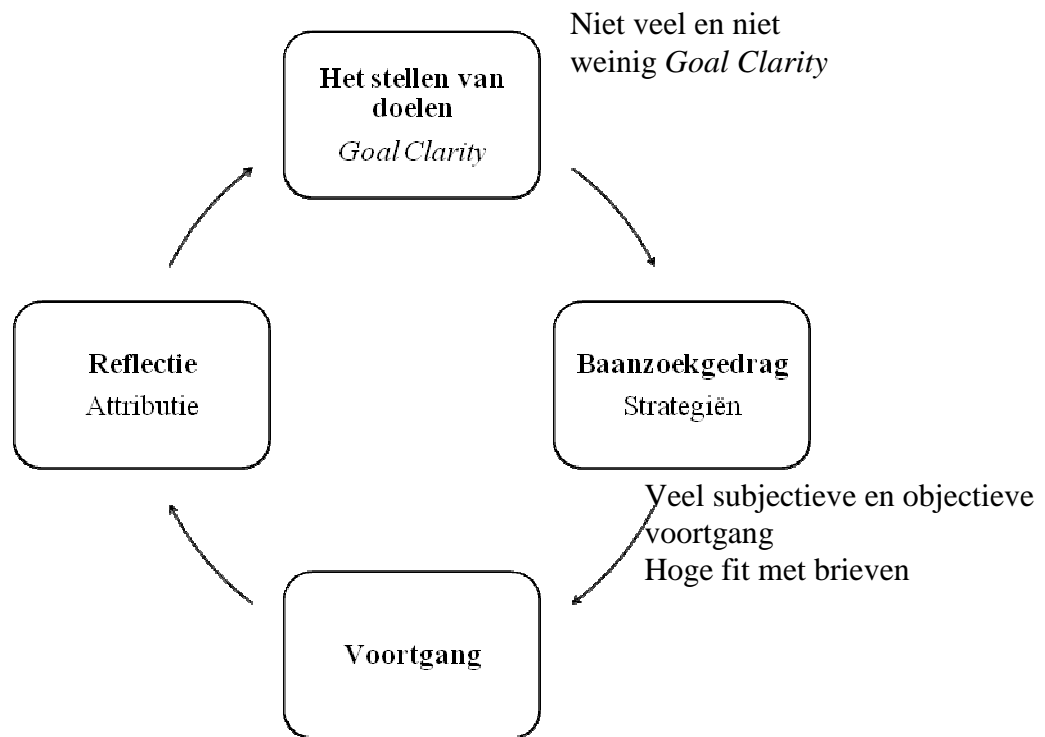 Niet veel en niet
weinig Goal Clarity
Het stellen van
doelen
Goal Clarity
Reflectie
Attributie
Baanzoekgedrag
Strategiën
Veel subjectieve en objectieve
voortgang
Hoge fit met brieven
Voortgang